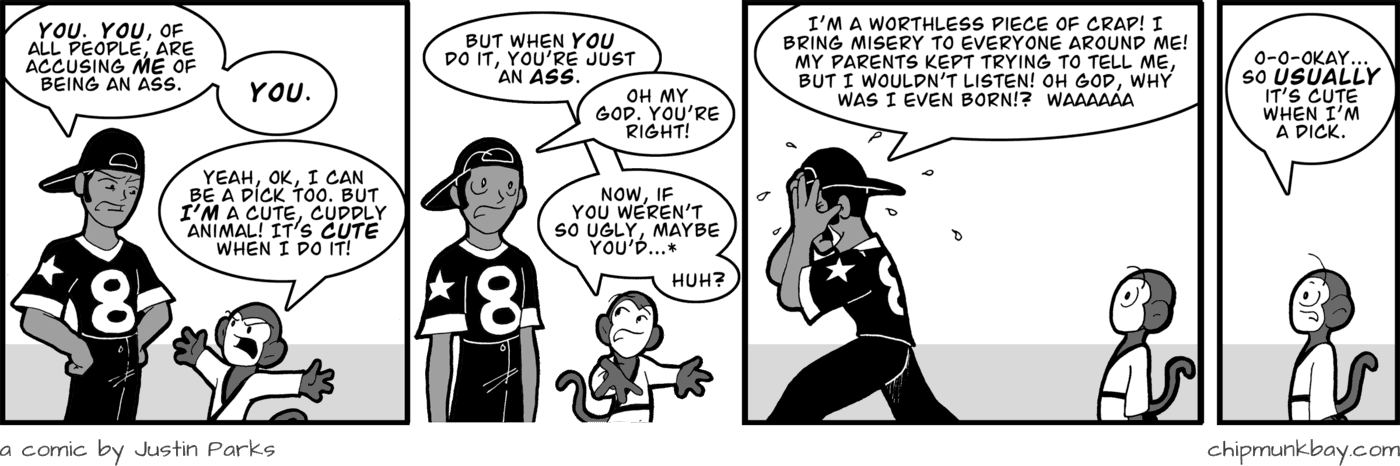 YOU. YOU, OF
ALL PEOPLE, ARE
ACCUSING ME OF
BEING AN ASS.
YOU.
YEAH, OK, I CAN
BE A DICK TOO. BUT
I'M A CUTE, CUDDLY
ANIMAL! IT'S CUTE
WHEN I DO IT!
8
BUT WHEN YOU
DO IT, YOU'RE JUST
AN ASS.
OH MY
GOD. YOU'RE
RIGHT!
NOW, IF
YOU WEREN'T
SO UGLY, MAYBE
YOU'D...*
HUH?
8
I'M A WORTHLESS PIECE OF CRAP! I
BRING MISERY TO EVERYONE AROUND ME!
MY PARENTS KEPT TRYING TO TELL ME,
BUT I WOULDN'T LISTEN! OH GOD, WHY
WAS I EVEN BORN!? WAAAAAA
8
O-O-OKAY...
SO USUALLY
IT'S CUTE
WHEN I'M
A DICK.
a comic by Justin Parks
chipmunkbay.com